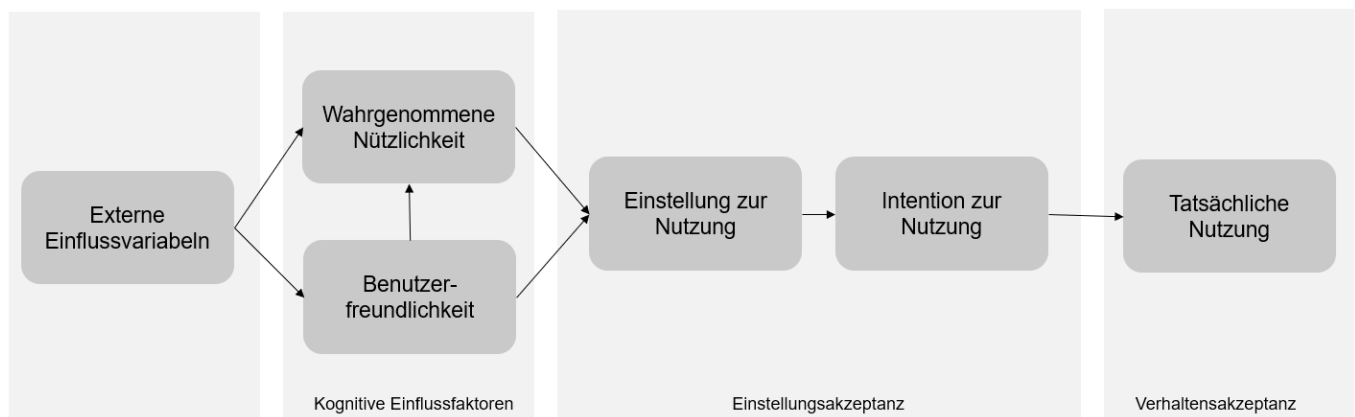 Externe
Einflussvariabeln
Wahrgenommene
Nützlichkeit
Benutzer-
freundlichkeit
Einstellung zur
Nutzung
Intention zur
Nutzung
Tatsächliche
Nutzung
Kognitive Einflussfaktoren
Einstellungsakzeptanz
Verhaltensakzeptanz